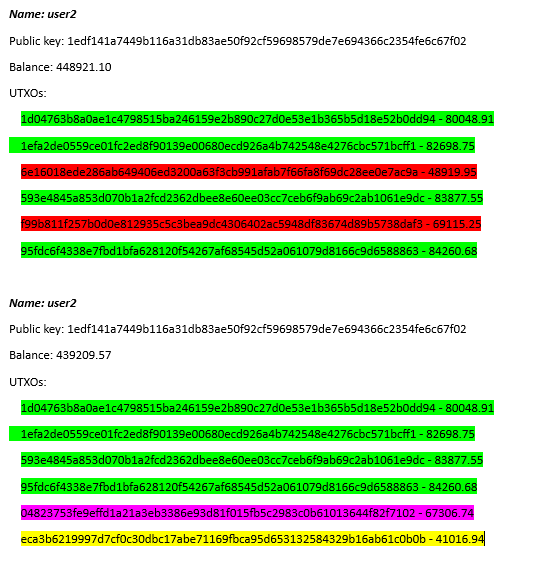 Name: user2
Public key: 1edf141a7449b116a31db83ae50f92cf59698579de7e694366c2354fe6c67f02
Balance: 448921.10
UTXOs:
1d04763b8a0ae1c4798515ba246159e2b890c27d0e53e1b365b5d18e52b0dd94 - 80048.91
1efa2de0559ce01fc2ed8f90139e00680ecd926a4b742548e4276cbc571bcff1 - 82698.75
6e16018ede286ab649406ed3200a63f3cb991afab7f66fa8f69dc28ee0e7ac9a - 48919.95
593e4845a853d070b1a2fcd2362dbee8e60ee03cc7ceb6f9ab69c2ab1061e9dc - 83877.55
f99b811f257b0d0e812935c5c3bea9dc4306402ac5948df83674d89b5738daf3 - 69115.25
95fdc6f4338e7fbd1bfa628120f54267af68545d52a061079d8166c9d6588863 - 84260.68
Name: user2
Public key: 1edf141a7449b116a31db83ae50f92cf59698579de7e694366c2354fe6c67f02
Balance: 439209.57
UTXOs:
1d04763b8a0ae1c4798515ba246159e2b890c27d0e53e1b365b5d18e52b0dd94 - 80048.91
1efa2de0559ce01fc2ed8f90139e00680ecd926a4b742548e4276cbc571bcff1 - 82698.75
593e4845a853d070b1a2fcd2362dbee8e60ee03cc7ceb6f9ab69c2ab1061e9dc - 83877.55
95fdc6f4338e7fbd1bfa628120f54267af68545d52a061079d8166c9d6588863 - 84260.68
04823753fe9effd1a21a3eb3386e93d81f015fb5c2983c0b61013644f82f7102 - 67306.74
eca3b6219997d7cf0c30dbc17abe71169fbca95d653132584329b16ab61c0b0b - 41016.94